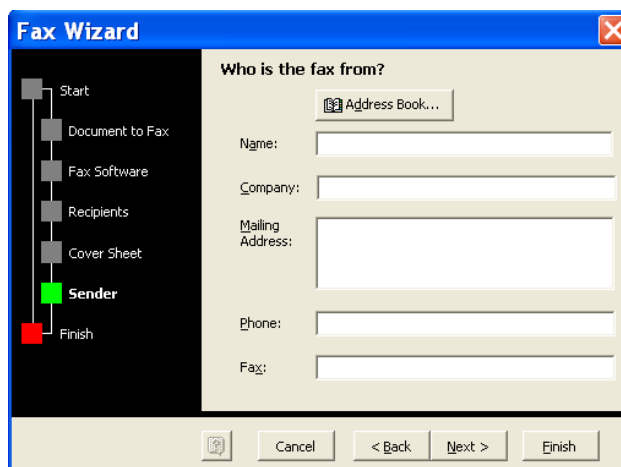 Fax Wizard
Start
Document to Fax
Fax Software
Recipients
Cover Sheet
Sender
Finish
Who is the fax from?
Address Book...
Name:
Company:
Mailing
Address:
Phone:
Fax:
Cancel
< Back
Next >
Finish